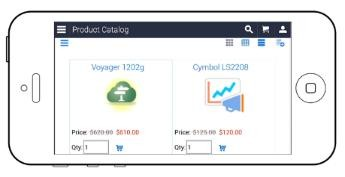 Product Catalog
Voyager 1202g
Cymbol LS2208
Price: $620.00 $610.00
Price: $125.00 $120.00
Qty. 1
Qty. 1